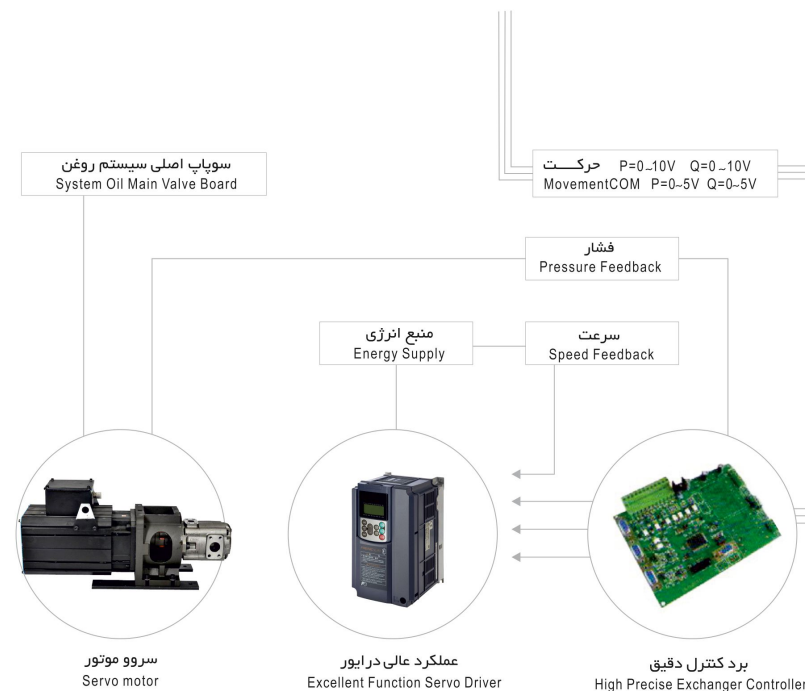 سوپاپ اصلی سیستم روغن
System Oil Main Valve Board
حرکــــت P=0~10V Q=0~10V
MovementCOM P=0~5V Q=0~5V
فشار
Pressure Feedback
منبع انرژی
Energy Supply
سرعت
Speed Feedback
سروو موتور
Servo motor
عملکرد عالی درایور
Excellent Function Servo Driver
برد کنترل دقیق
High Precise Exchanger Controller